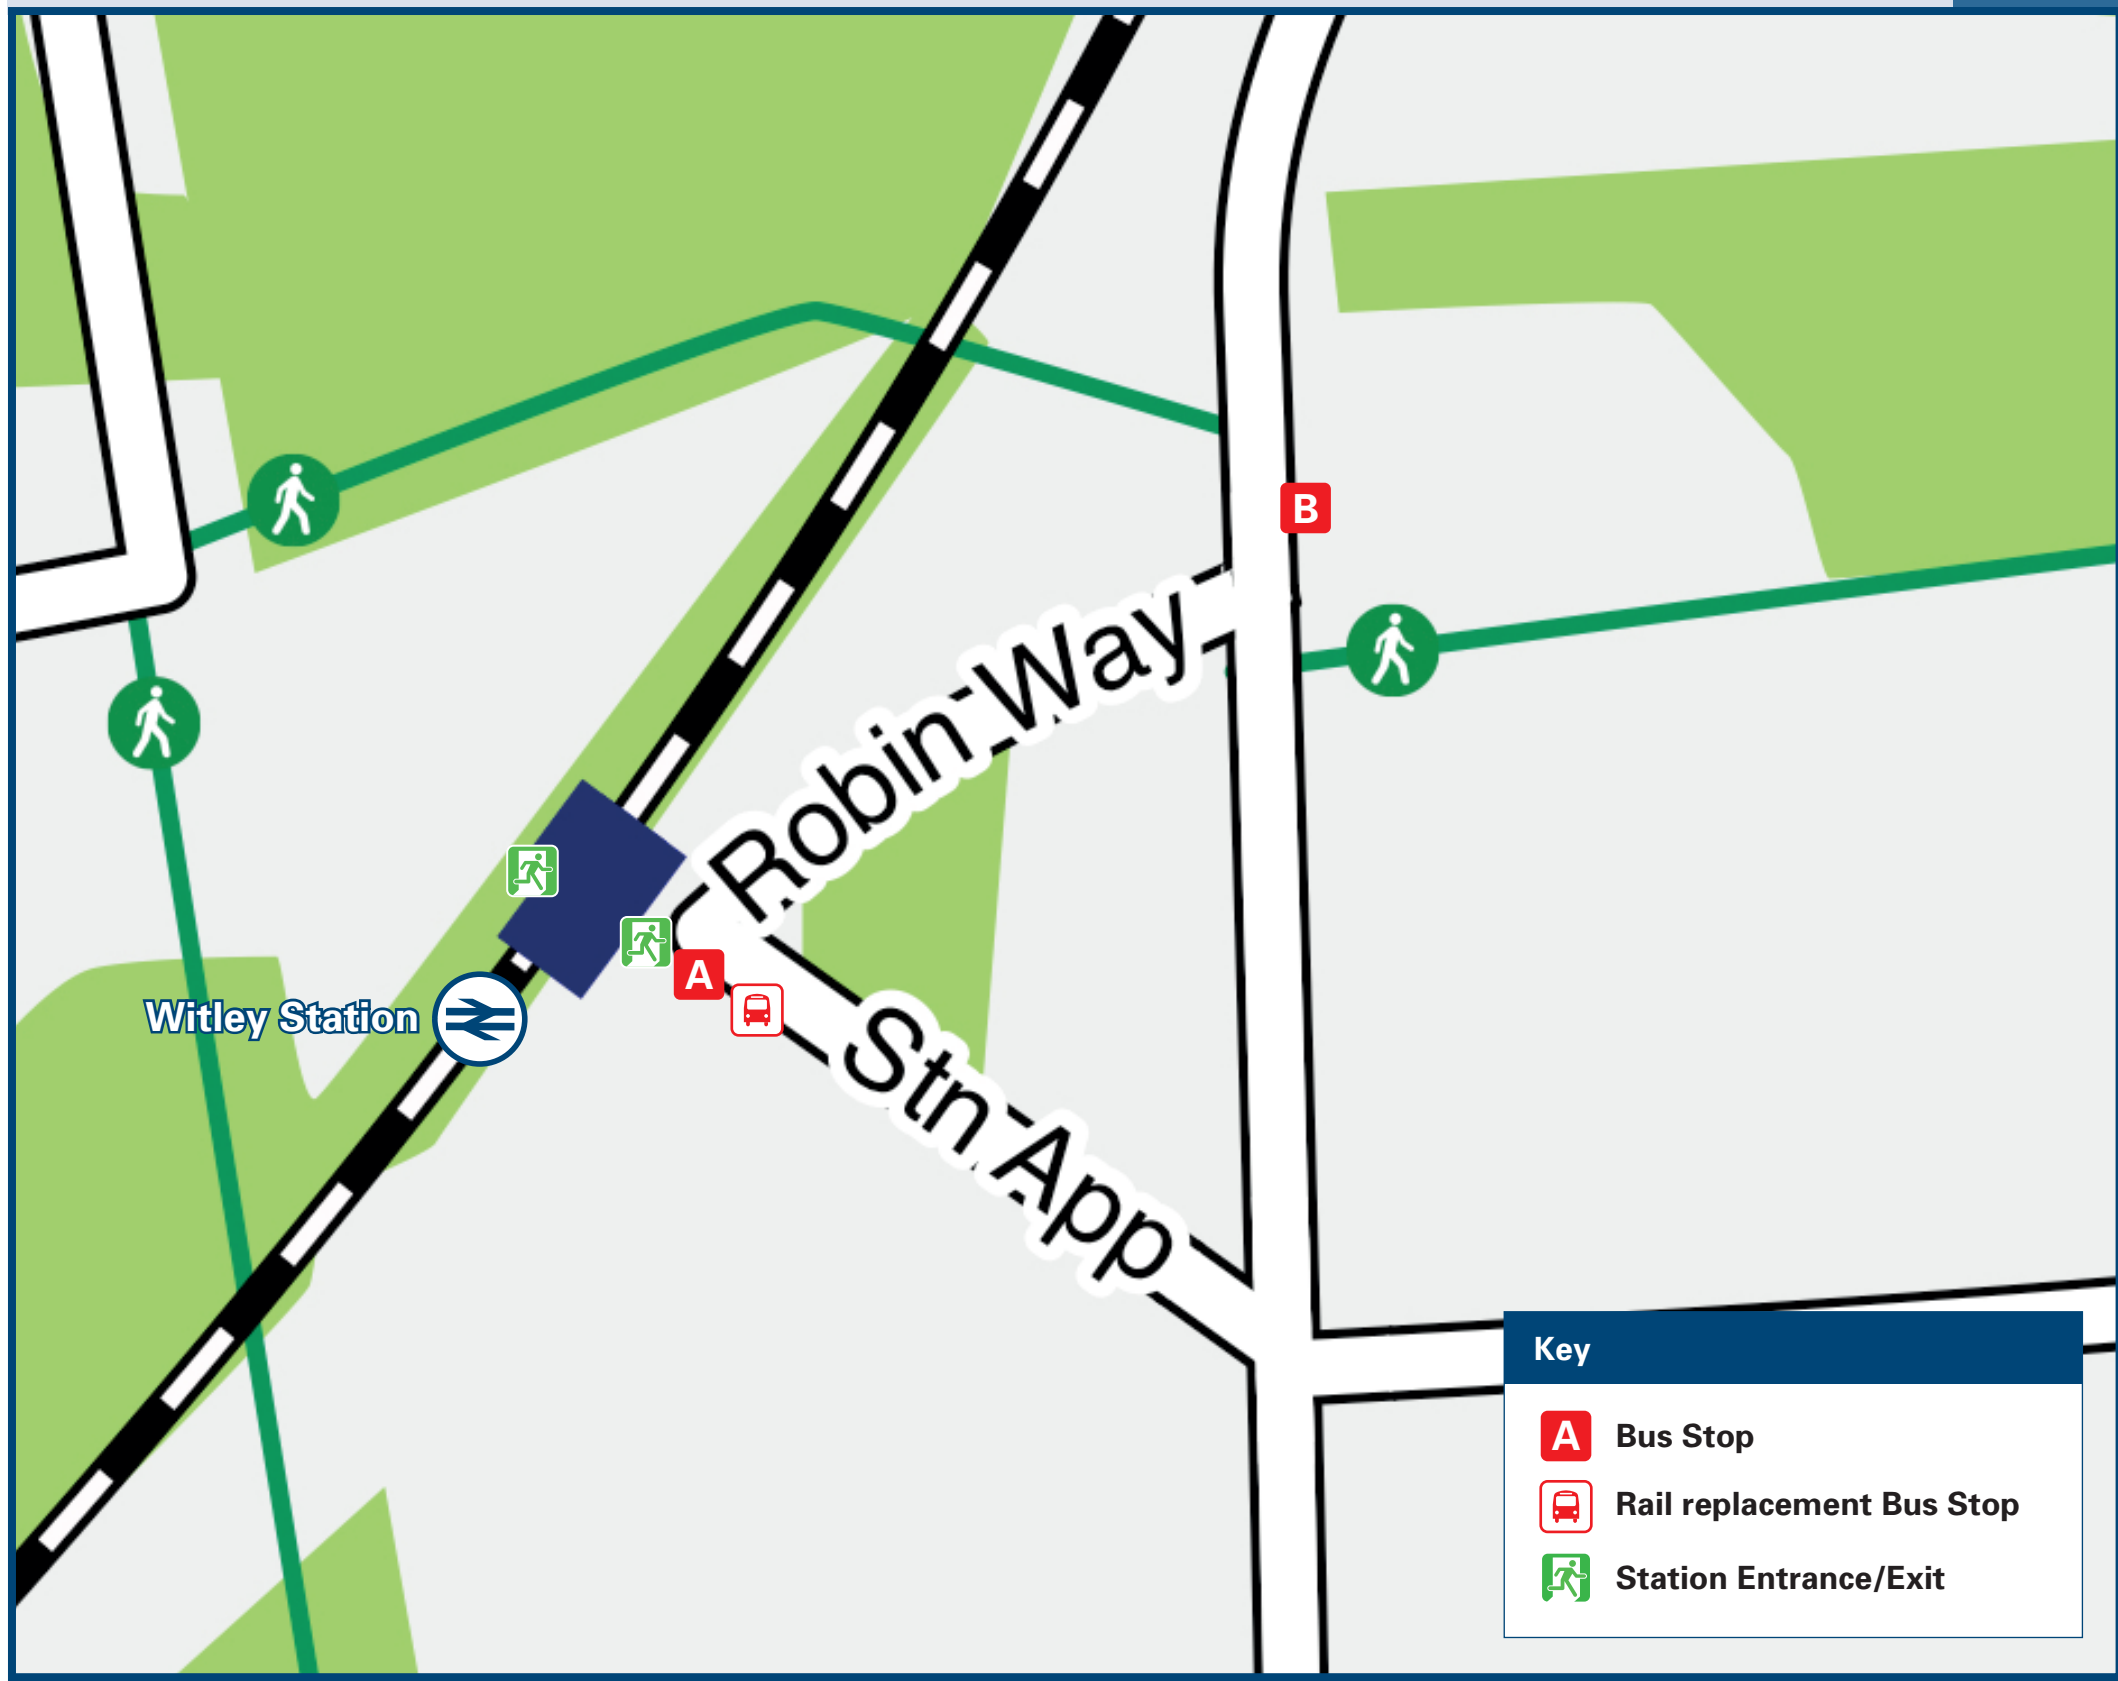 B
Robin Way
A
Witley Station
Stn App
Key
A Bus Stop
Rail replacement Bus Stop
Station Entrance/Exit